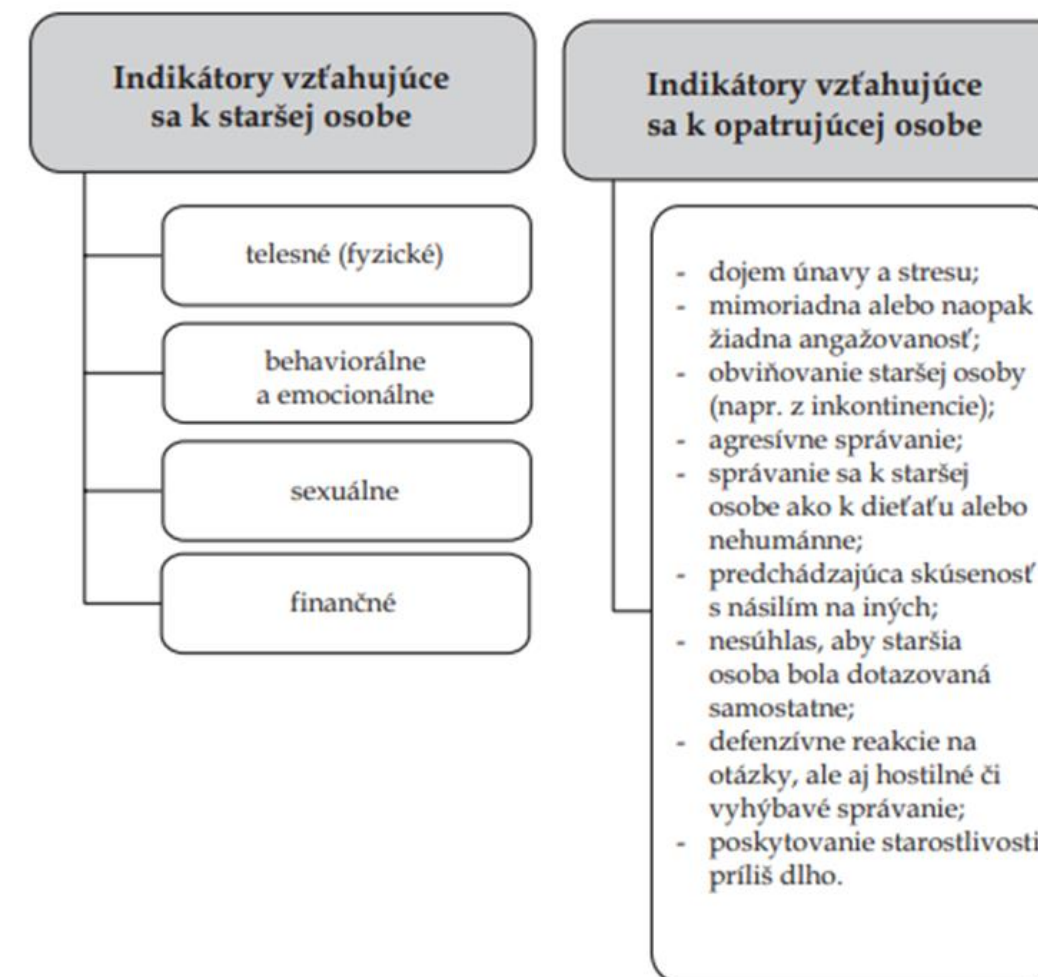 Indikátory vzťahujúce
sa k staršej osobe
telesné (fyzické)
behaviorálne
a emocionálne
sexuálne
finančné
Indikátory vzťahujúce
sa k opatrujúcej osobe
- dojem únavy a stresu;
- mimoriadna alebo naopak
žiadna angažovanosť;
- obviňovanie staršej osoby
(napr. z inkontinencie);
- agresívne správanie;
- správanie sa k staršej
osobe ako k dieťaťu alebo
nehumánne;
- predchádzajúca skúsenosť
s násilím na iných;
- nesúhlas, aby staršia
osoba bola dotazovaná
samostatne;
- defenzívne reakcie na
otázky, ale aj hostilné či
vyhýbavé správanie;
- poskytovanie starostlivosti
príliš dlho.